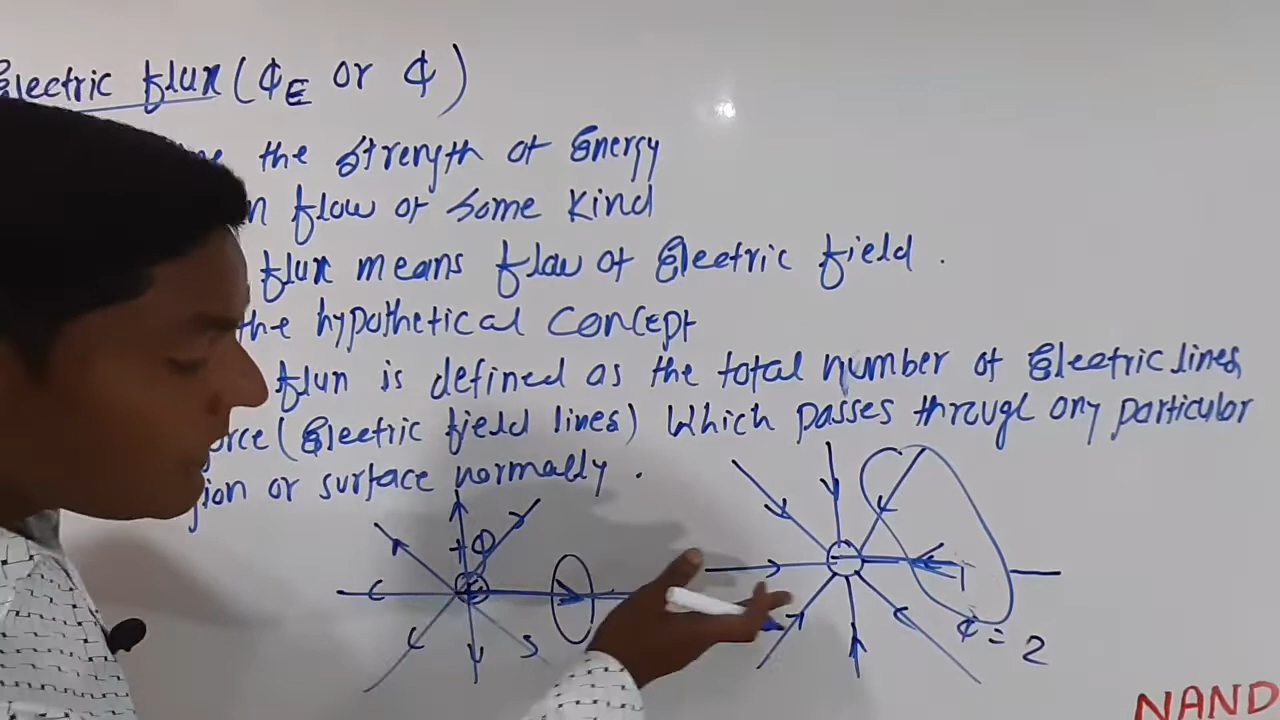 Electric flux (ϕE or ϕ)
the strength of Energy
flow of some kind
flux means flow of Electric field.
the hypothetical concept
flux is defined as the total number of Electric lines
(Electric field lines) which passes through any particular
or surface normally.
+Q
-
ϕ = 2
NAND